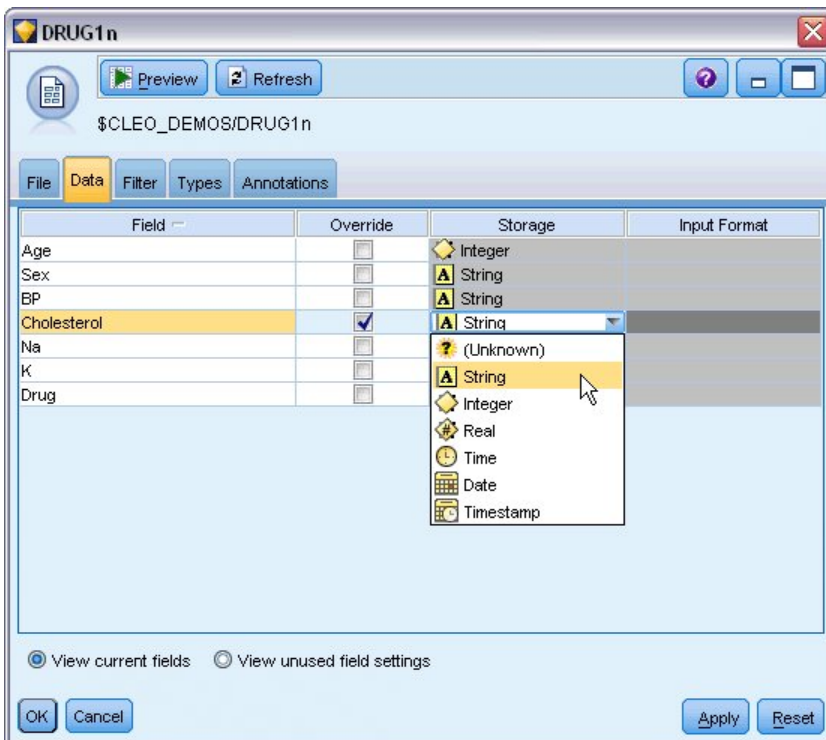 DRUG1n
Preview Refresh
$CLEO_DEMOS/DRUG1n
File Data Filter Types Annotations
Field Override Storage Input Format
Age Integer
Sex String
BP String
Cholesterol String
Na
(Unknown)
K
String
Drug
Integer
Real
Time
Date
Timestamp
View current fields View unused field settings
OK Cancel Apply Reset